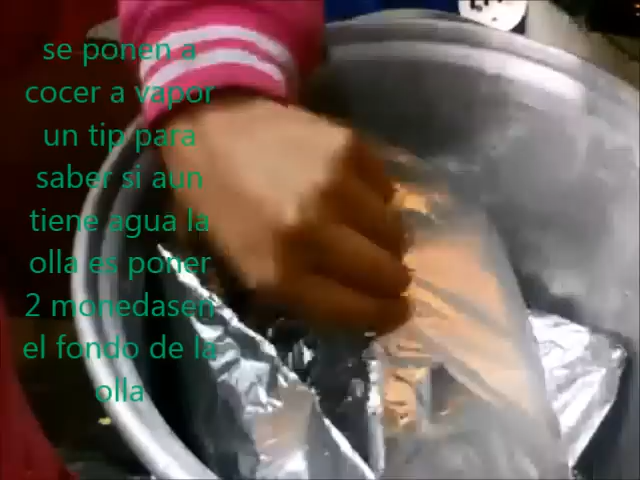 se ponen a
cocer a vapor
un tip para
saber si aun
tiene agua la
olla es poner
2 monedasen
el fondo de la
olla